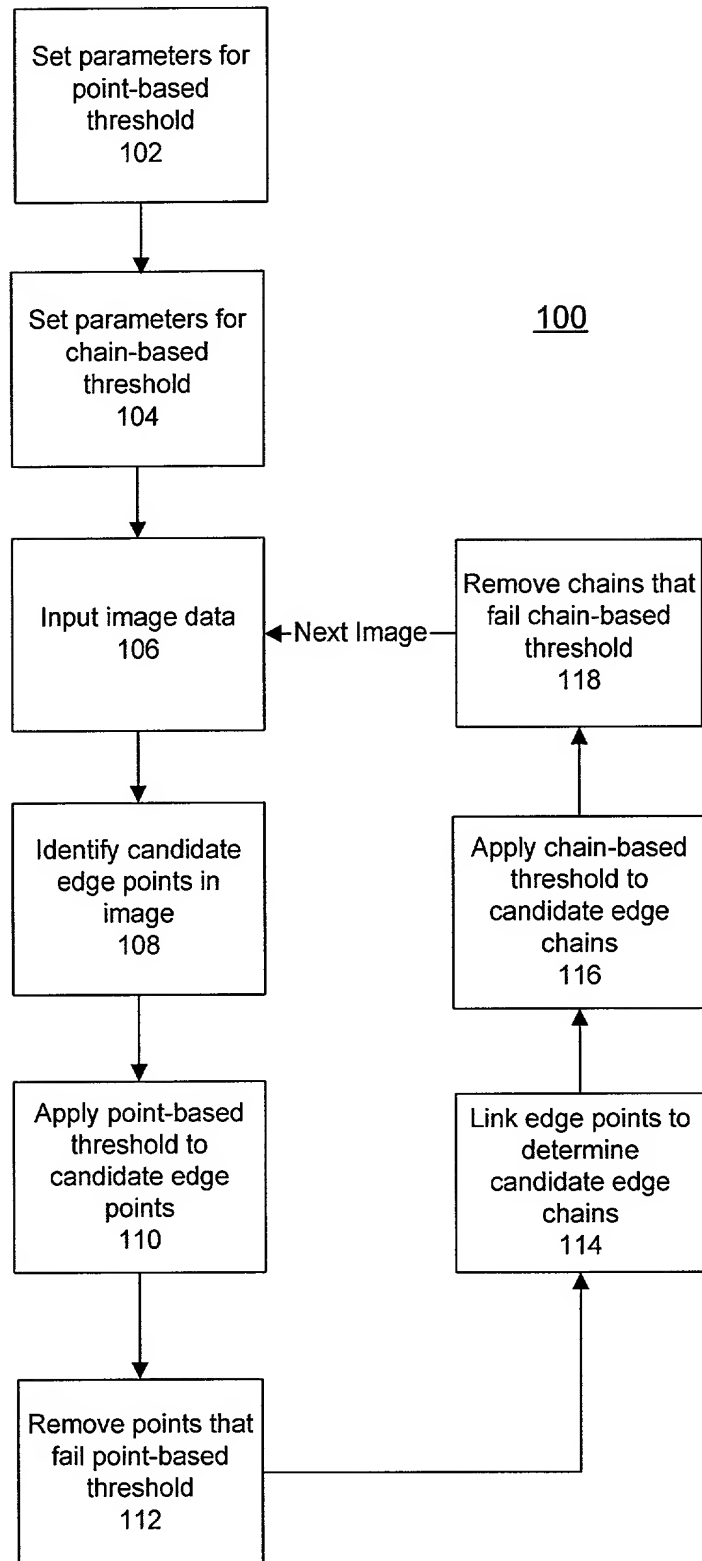 Set parameters for
point-based
threshold
102
Set parameters for
chain-based
threshold
104
100
Input image data
106
Next Image
Remove chains that
fail chain-based
threshold
118
Identify candidate
edge points in
image
108
Apply chain-based
threshold to
candidate edge
chains
116
Apply point-based
threshold to
candidate edge
points
110
Link edge points to
determine
candidate edge
chains
114
Remove points that
fail point-based
threshold
112